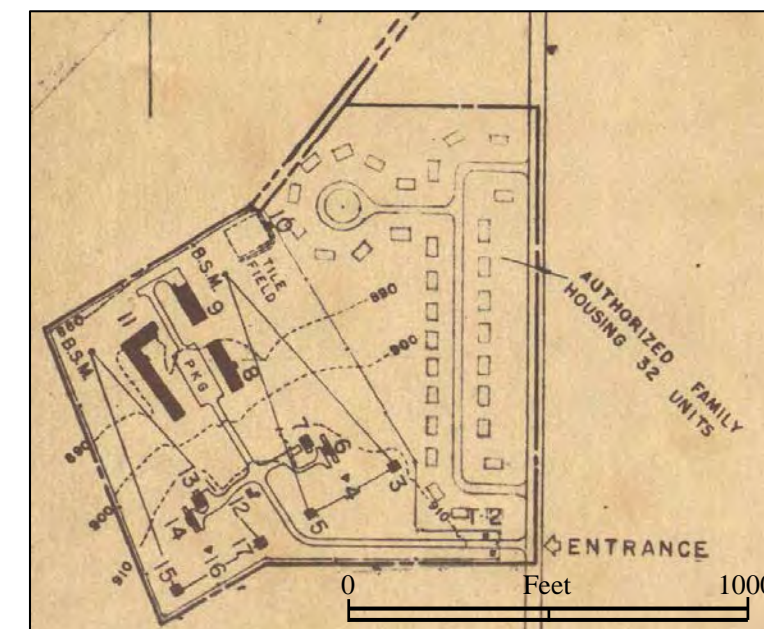 10
TILE
FIELD
B.S.M.
9
890
900
AUTHORIZED FAMILY
HOUSING 32
UNITS
860
B.S.M.
11
PKG
8
7
6
890
900
910
13
14
12
4
3
5
910
T-2
15
16
17
ENTRANCE
0 Feet 1000